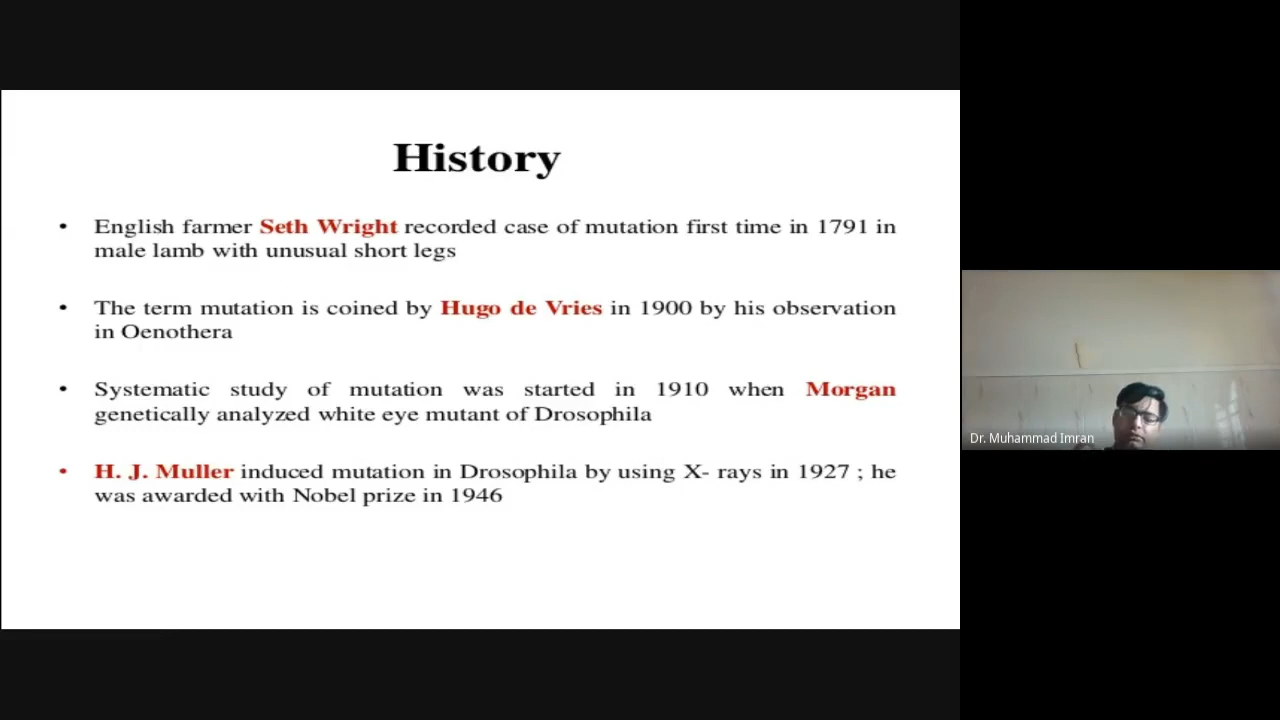 History
• English farmer Seth Wright recorded case of mutation first time in 1791 in
male lamb with unusual short legs
• The term mutation is coined by Hugo de Vries in 1900 by his observation
in Oenothera
• Systematic study of mutation was started in 1910 when Morgan
genetically analyzed white eye mutant of Drosophila
• H. J. Muller induced mutation in Drosophila by using X- rays in 1927 ; he
was awarded with Nobel prize in 1946
Dr. Muhammad Imran